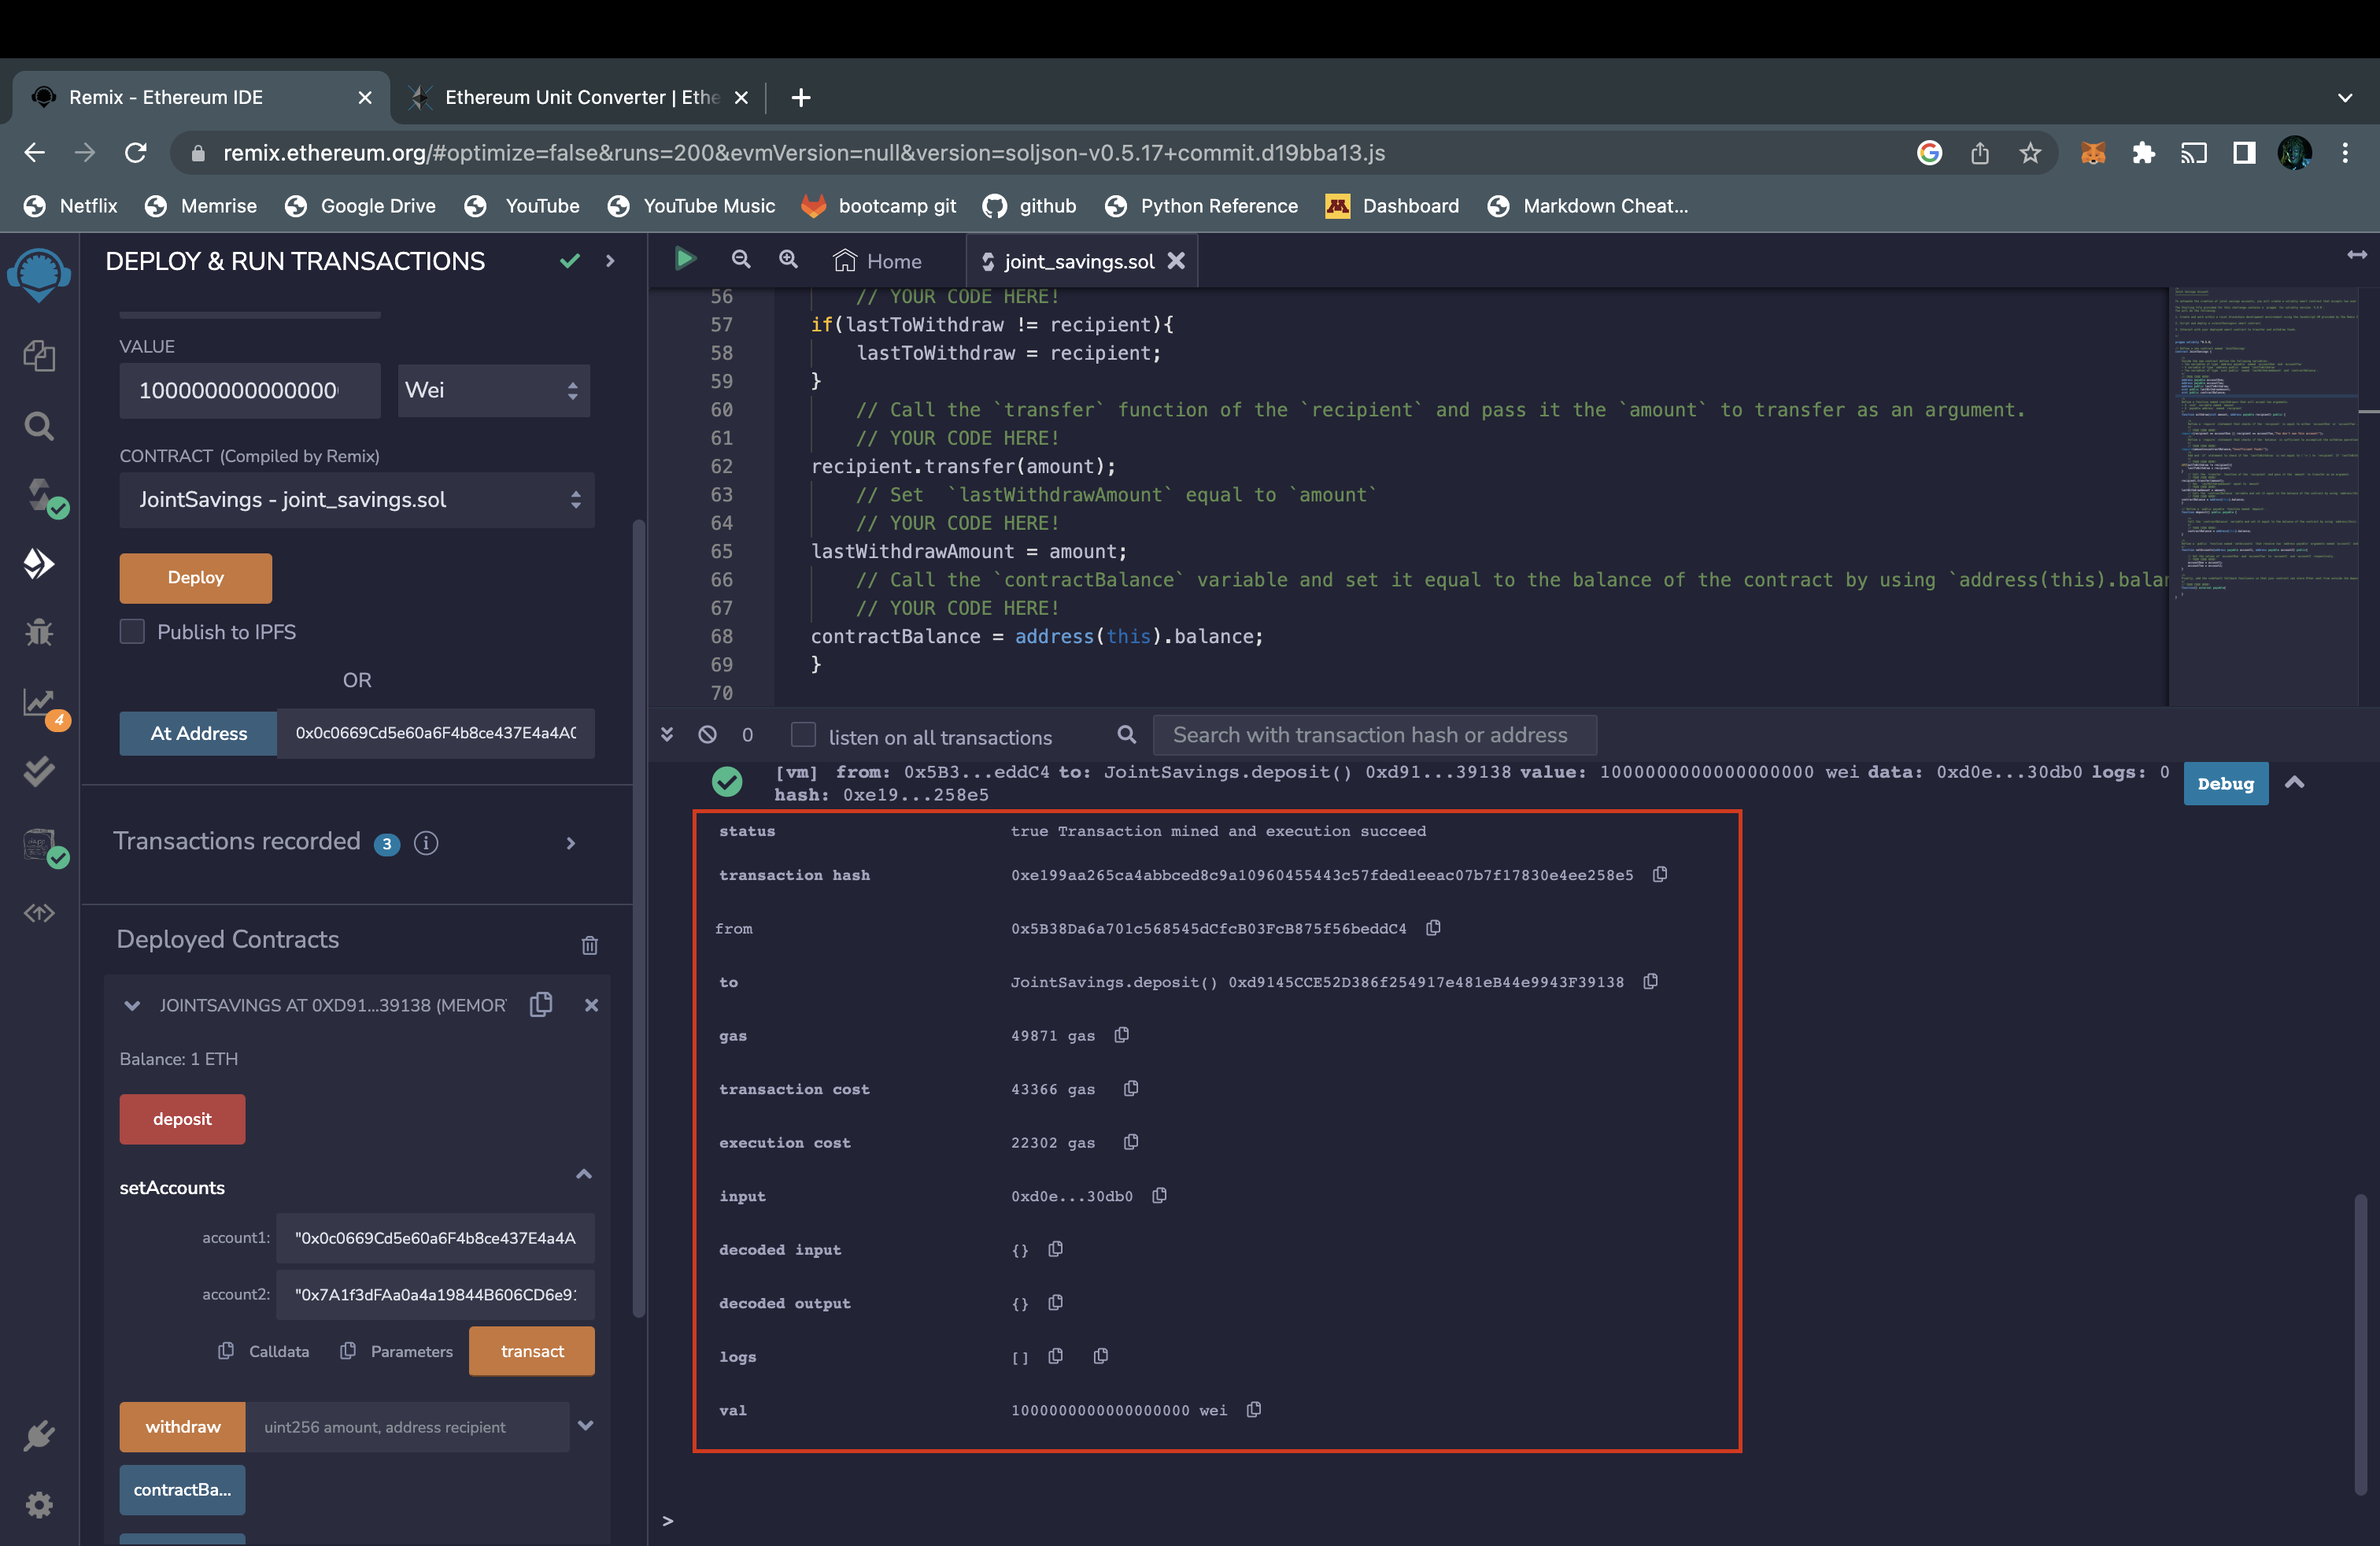 Remix - Ethereum IDE
Ethereum Unit Converter | Ethe
remix.ethereum.org/#optimize=false&runs=200&evmVersion=null&version=soljson-v0.5.17+commit.d19bba13.js
Netflix
Memrise
Google Drive
YouTube
YouTube Music
bootcamp git
github
Python Reference
Dashboard
Markdown Cheat...
DEPLOY & RUN TRANSACTIONS
VALUE
100000000000000
Wei
CONTRACT (Compiled by Remix)
JointSavings - joint_savings.sol
Deploy
Publish to IPFS
OR
At Address
0x0c0669Cd5e60a6F4b8ce437E4a4A0
4
Transactions recorded 3 i
Deployed Contracts
JOINTSAVINGS AT 0XD91...39138 (MEMORY
Balance: 1 ETH
deposit
setAccounts
account1: "0x0c0669Cd5e60a6F4b8ce437E4a4A
account2: "0x7A1f3dFAa0a4a19844B606CD6e91
Calldata
Parameters
transact
withdraw
uint256 amount, address recipient
contractBa...
Home
joint_savings.sol
56 // YOUR CODE HERE!
57 if(lastToWithdraw != recipient){
58 lastToWithdraw = recipient;
59 }
60 // Call the `transfer` function of the `recipient` and pass it the `amount` to transfer as an argument.
61 // YOUR CODE HERE!
62 recipient.transfer(amount);
63 // Set  `lastWithdrawAmount` equal to `amount`
64 // YOUR CODE HERE!
65 lastWithdrawAmount = amount;
66 // Call the `contractBalance` variable and set it equal to the balance of the contract by using `address(this).balan
67 // YOUR CODE HERE!
68 contractBalance = address(this).balance;
69 }
70
0
listen on all transactions
Search with transaction hash or address
[vm] from: 0x5B3...eddC4 to: JointSavings.deposit() 0xd91...39138 value: 1000000000000000000 wei data: 0xd0e...30db0 logs: 0
hash: 0xe19...258e5
Debug
status true Transaction mined and execution succeed
transaction hash 0xe199aa265ca4abbced8c9a10960455443c57fded1eeac07b7f17830e4ee258e5
from 0x5B38Da6a701c568545dCfcB03FcB875f56beddC4
to JointSavings.deposit() 0xd9145CCE52D386f254917e481eB44e9943F39138
gas 49871 gas
transaction cost 43366 gas
execution cost 22302 gas
input 0xd0e...30db0
decoded input {}
decoded output {}
logs []
val 1000000000000000000 wei
>